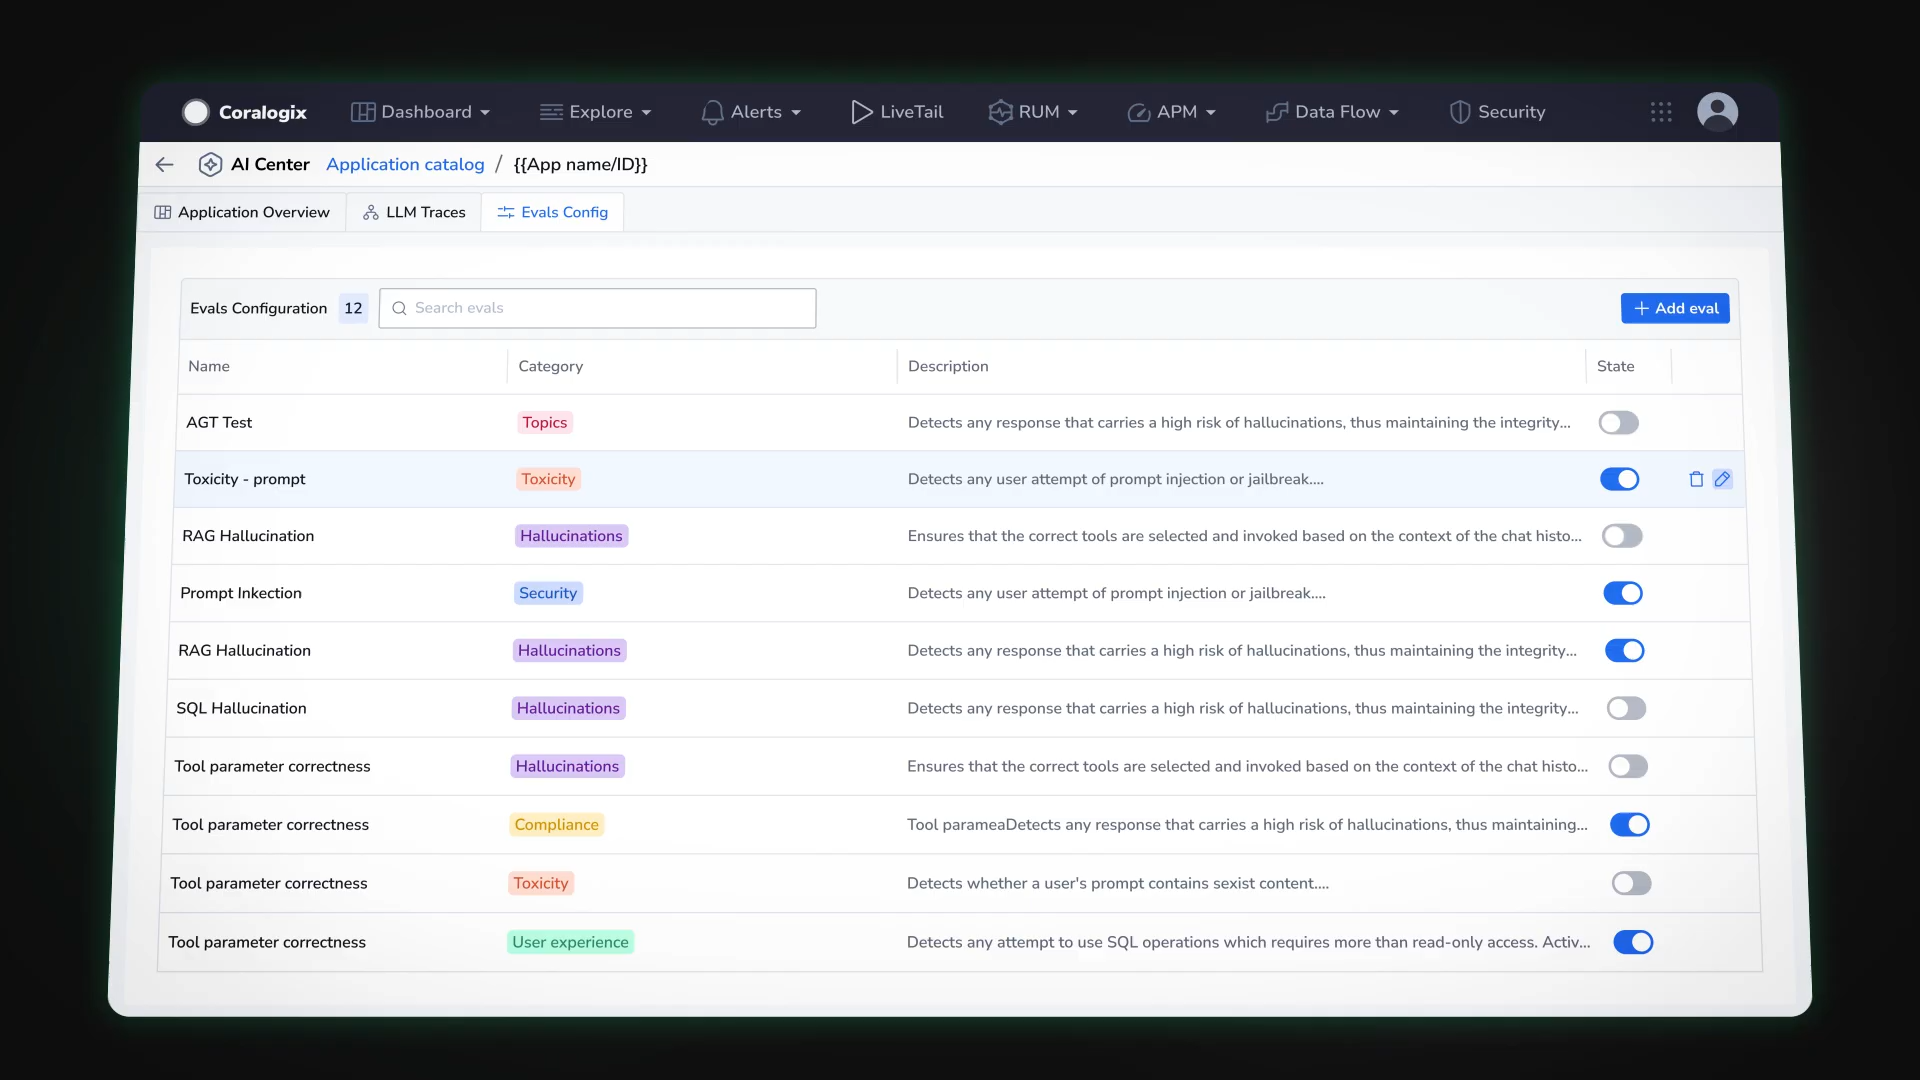 Coralogix Dashboard Explore Alerts LiveTail RUM APM Data Flow Security
AI Center Application catalog / {{App name/ID}}
Application Overview LLM Traces Evals Config
Evals Configuration 12 Search evals + Add eval
Name Category Description State
AGT Test Topics Detects any response that carries a high risk of hallucinations, thus maintaining the integrity...
Toxicity - prompt Toxicity Detects any user attempt of prompt injection or jailbreak....
RAG Hallucination Hallucinations Ensures that the correct tools are selected and invoked based on the context of the chat histo...
Prompt Inkection Security Detects any user attempt of prompt injection or jailbreak....
RAG Hallucination Hallucinations Detects any response that carries a high risk of hallucinations, thus maintaining the integrity...
SQL Hallucination Hallucinations Detects any response that carries a high risk of hallucinations, thus maintaining the integrity...
Tool parameter correctness Hallucinations Ensures that the correct tools are selected and invoked based on the context of the chat histo...
Tool parameter correctness Compliance Tool parameaDetects any response that carries a high risk of hallucinations, thus maintaining...
Tool parameter correctness Toxicity Detects whether a user's prompt contains sexist content....
Tool parameter correctness User experience Detects any attempt to use SQL operations which requires more than read-only access. Activ...